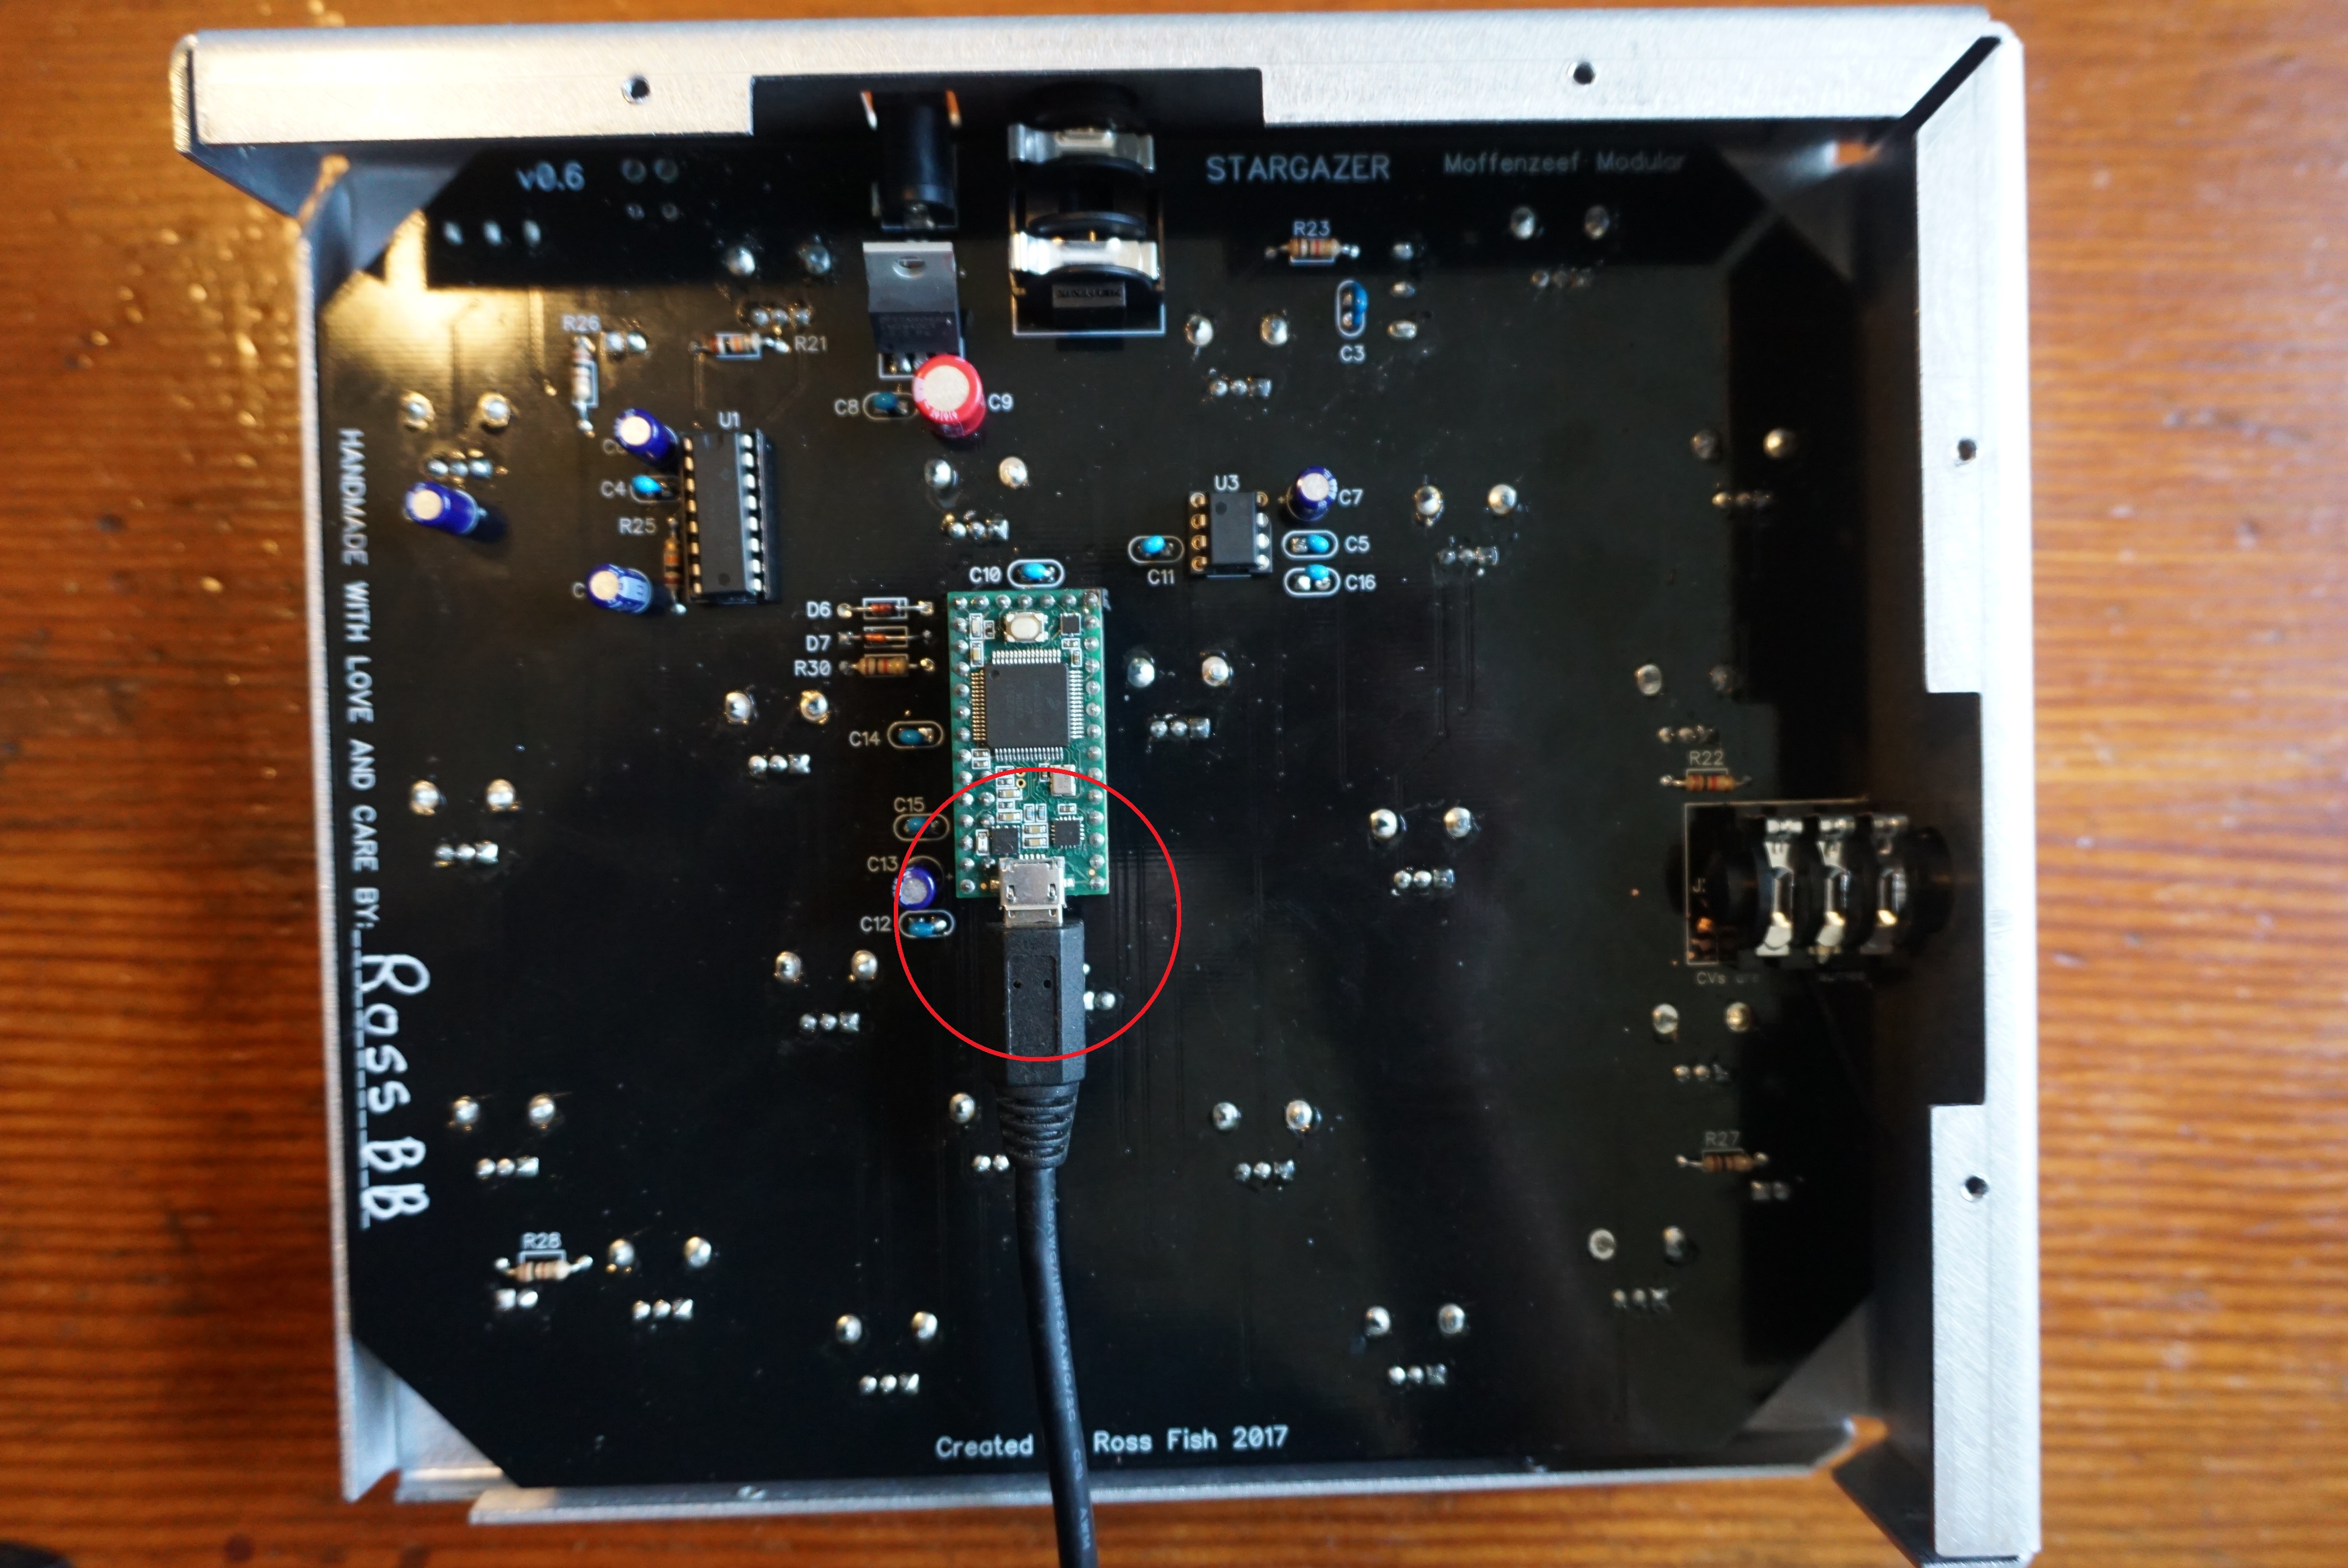 v0.6
STARGAZER
Moffenzeef Modular
R23
R26
R21
C3
C8
C9
U1
C4
R25
U3
C7
C5
C11
C16
C10
D6
D7
R30
C14
C15
C13
C12
R22
R27
R28
HANDMADE WITH LOVE AND CARE BY:
Ross BB
CVs
Created
Ross Fish 2017